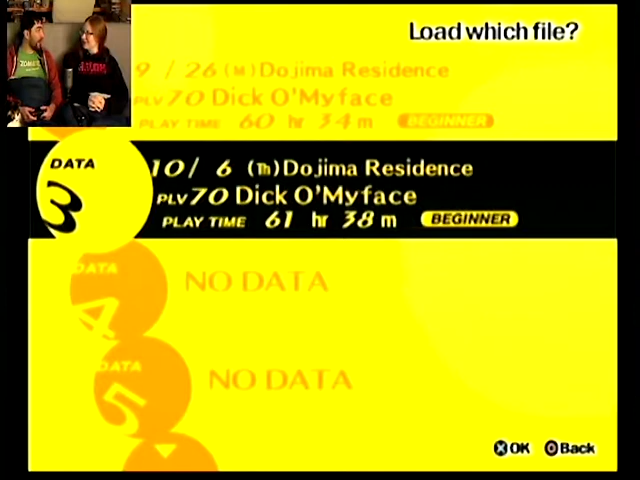 Load which file?
9 / 26 (M) Dojima Residence
PLV 70 Dick O'Myface
PLAY TIME 60 hr 34 m BEGINNER
DATA 3
10 / 6 (Th) Dojima Residence
PLV 70 Dick O'Myface
PLAY TIME 61 hr 38 m BEGINNER
DATA 4
NO DATA
DATA 5
NO DATA
OK Back